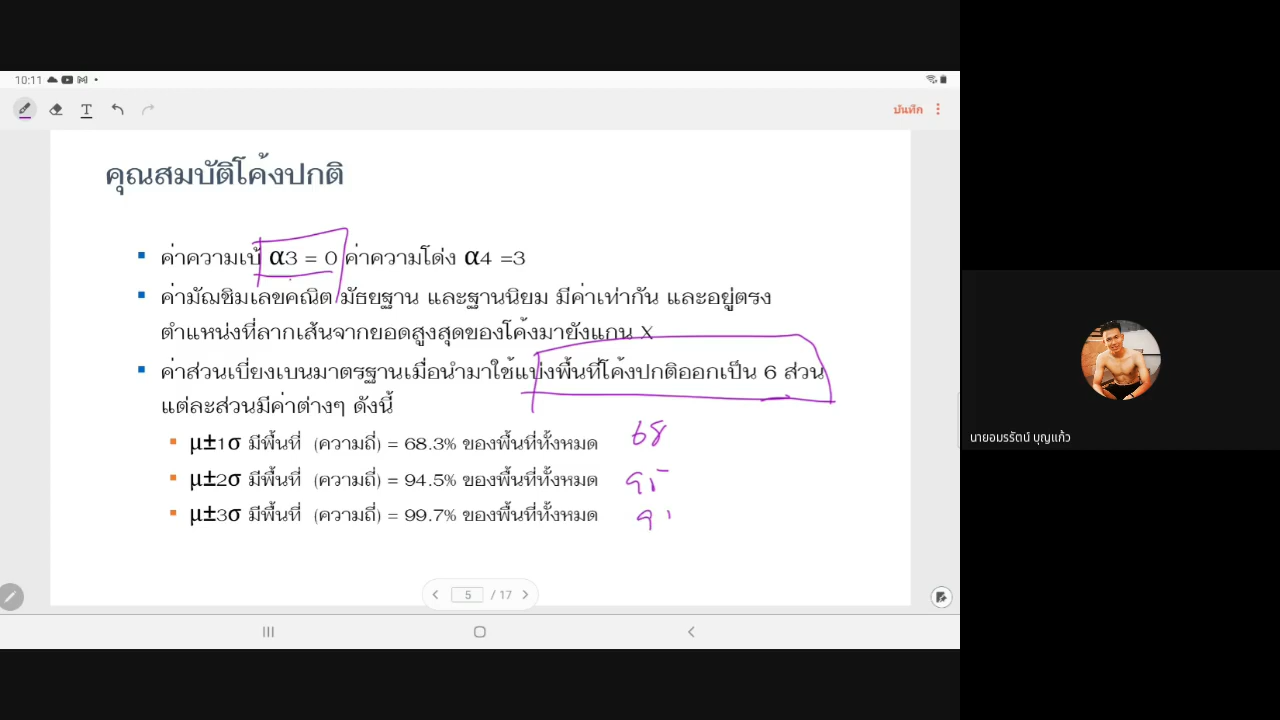 10:11
T
บันทึก
คุณสมบัติโค้งปกติ
ค่าความเบ้ α3 = 0 ค่าความโด่ง α4 =3
ค่ามัณชิมเลขคณิต มัธยฐาน และฐานนิยม มีค่าเท่ากัน และอยู่ตรง
ตำแหน่งที่ลากเส้นจากยอดสูงสุดของโค้งมายังแกน X
ค่าส่วนเบี่ยงเบนมาตรฐานเมื่อนำมาใช้แบ่งพื้นที่โค้งปกติออกเป็น 6 ส่วน
แต่ละส่วนมีค่าต่างๆ ดังนี้
μ±1σ มีพื้นที่ (ความถี่) = 68.3% ของพื้นที่ทั้งหมด 68
μ±2σ มีพื้นที่ (ความถี่) = 94.5% ของพื้นที่ทั้งหมด 95
μ±3σ มีพื้นที่ (ความถี่) = 99.7% ของพื้นที่ทั้งหมด 9
5 / 17
นายอมรรัตน์ บุญแก้ว